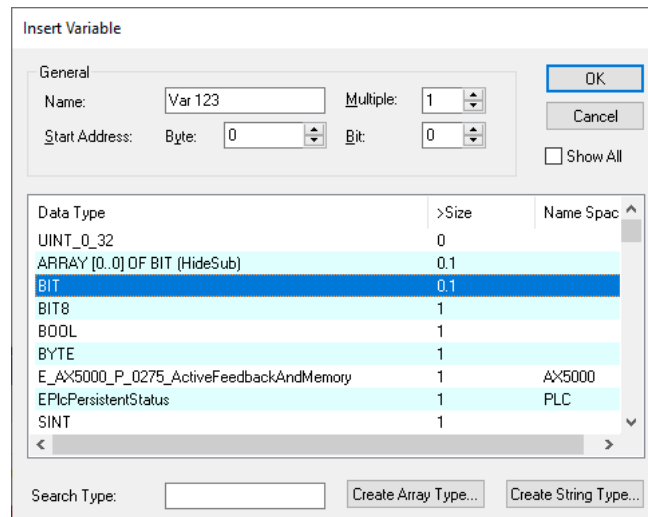 Insert Variable
General
Name: Var 123 Multiple: 1
Start Address: Byte: 0 Bit: 0
OK
Cancel
Show All
Data Type >Size Name Spac
UINT_0_32 0
ARRAY [0..0] OF BIT (HideSub) 0.1
BIT 0.1
BIT8 1
BOOL 1
BYTE 1
E_AX5000_P_0275_ActiveFeedbackAndMemory 1 AX5000
EPlcPersistentStatus 1 PLC
SINT 1
Search Type: Create Array Type... Create String Type...